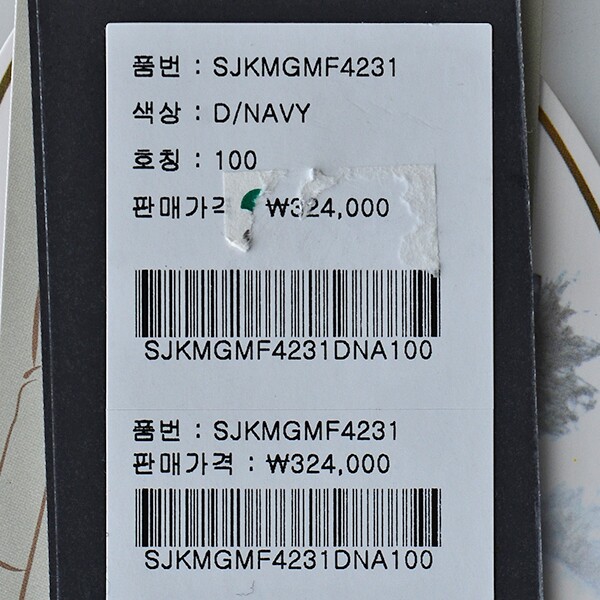 품번 : SJKMGMF4231
색상 : D/NAVY
호칭 : 100
판매가격 ₩324,000
SJKMGMF4231DNA100
품번 : SJKMGMF4231
판매가격 : ₩324,000
SJKMGMF4231DNA100